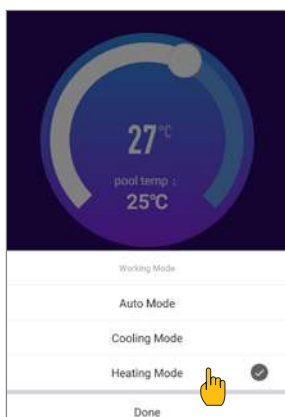 27°C
pool temp :
25°C
Working Mode
Auto Mode
Cooling Mode
Heating Mode
Done